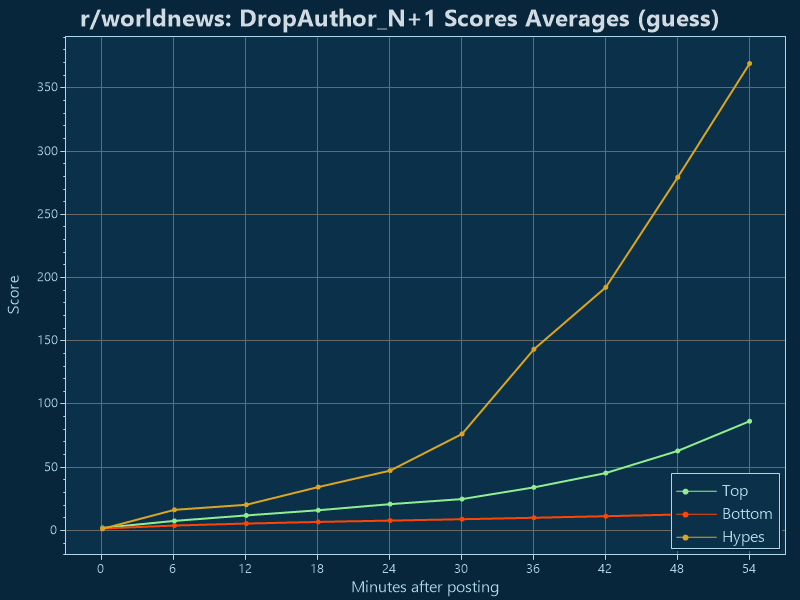 r/worldnews: DropAuthor_N+1 Scores Averages (guess)
Score
350
300
250
200
150
100
50
0
Top
Bottom
Hypes
0 6 12 18 24 30 36 42 48 54
Minutes after posting